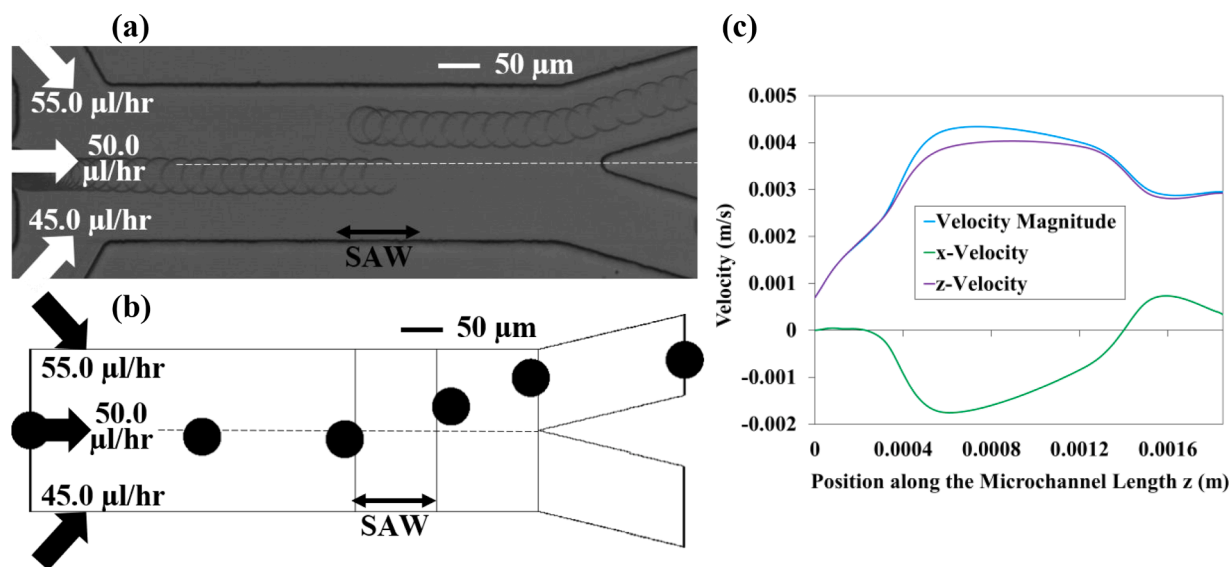 (a)
50 µm
55.0 µl/hr
50.0
µl/hr
45.0 µl/hr
SAW
(b)
50 µm
55.0 µl/hr
50.0
µl/hr
45.0 µl/hr
SAW
(c)
Velocity (m/s)
0.005
0.004
0.003
0.002
0.001
0
-0.001
-0.002
Velocity Magnitude
x-Velocity
z-Velocity
0 0.0004 0.0008 0.0012 0.0016
Position along the Microchannel Length z (m)